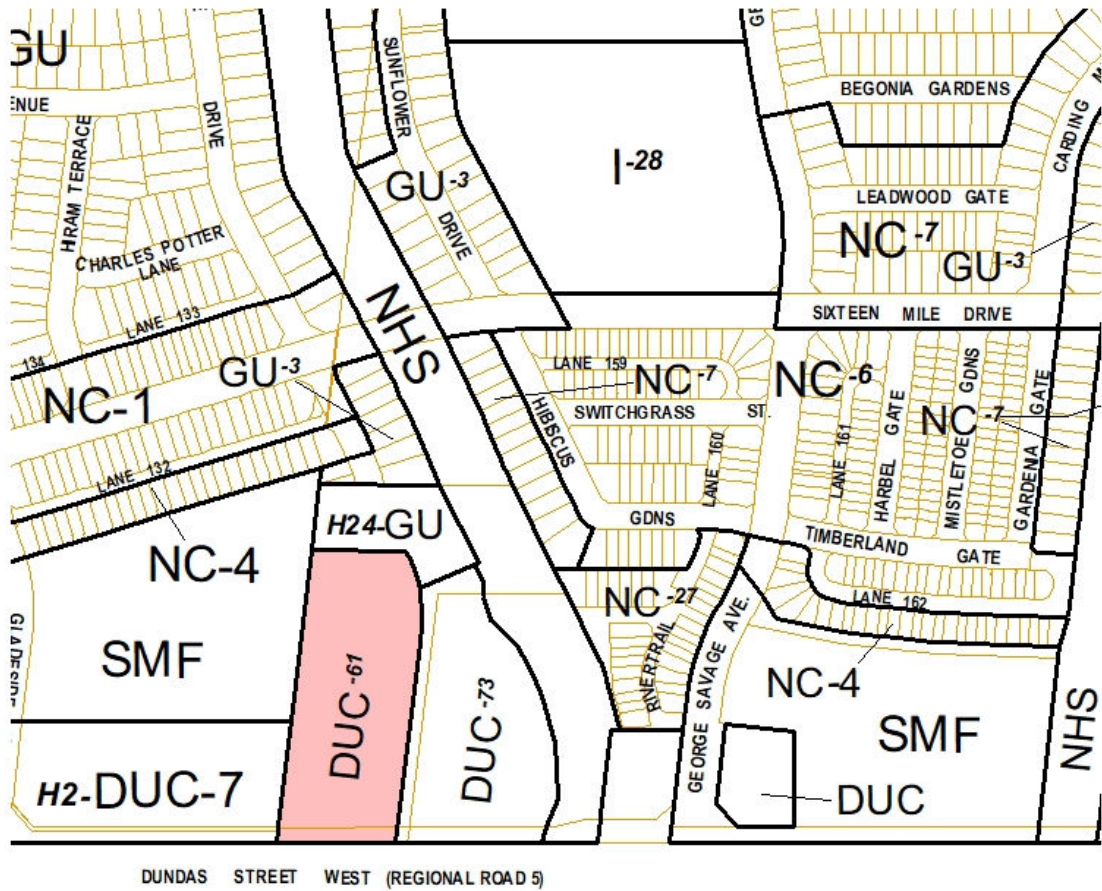 GU
ENUE
DRIVE
HRAM TERRACE
CHARLES POTTER
LANE
LANE 133
134
NC-1
GU-3
LANE 132
NC-4
SUNFLOWER
DRIVE
GU-3
NHS
I-28
BEGONIA GARDENS
CARDING
LEADWOOD GATE
NC-7
GU-3
SIXTEEN MILE DRIVE
LANE 159
NC-7
SWITCHGRASS ST.
HIBISCUS
GDNS
LANE 160
NC-6
LANE 161
HARBEL GATE
MISTLETOE GDNS
NC-7
GARDENIA GATE
TIMBERLAND GATE
LANE 162
H24-GU
SMF
H2-DUC-7
DUC-61
DUC-73
NC-27
RIVERTRAIL
GEORGE SAVAGE AVE.
NC-4
SMF
DUC
NHS
DUNDAS STREET WEST (REGIONAL ROAD 5)